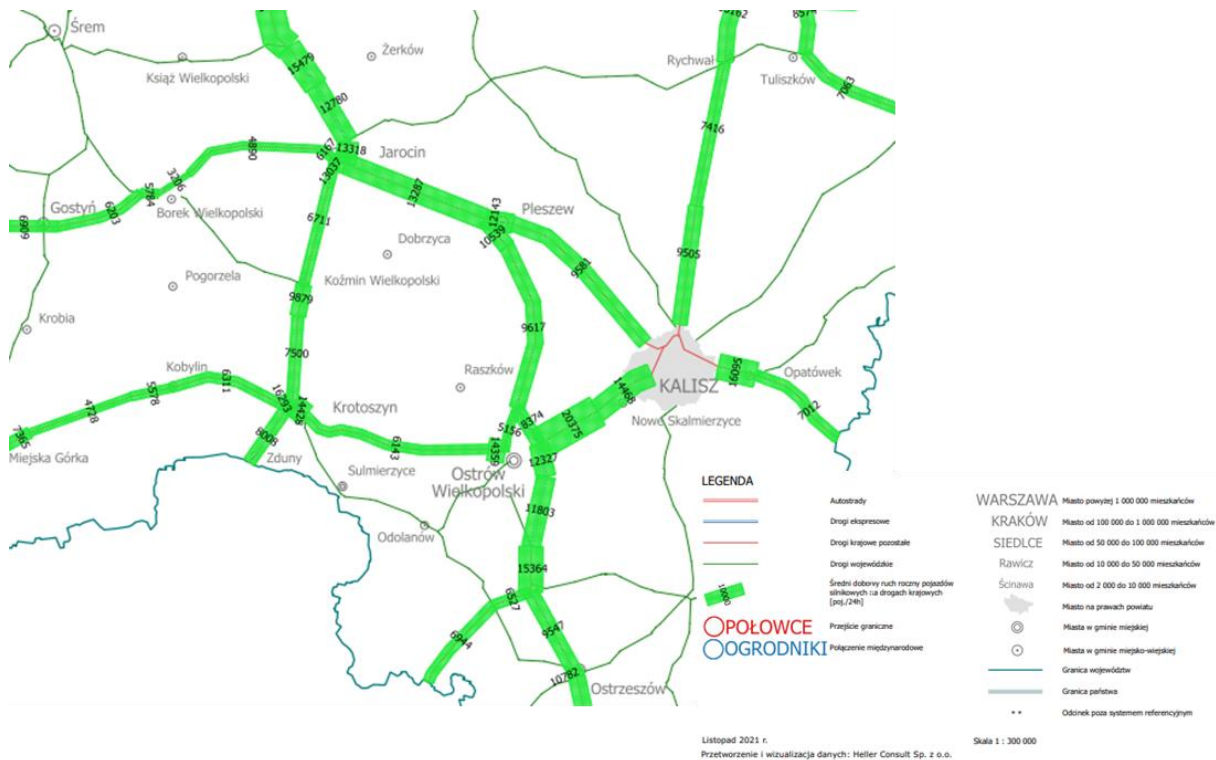 Śrem
Żerków
15479
Książ Wielkopolski
Rychwał
Tuliszków
7063
12780
7416
4890
6167
13318
Jarocin
13037
3206
5784
6203
Gostyń
Borek Wielkopolski
6909
13287
12143
Pleszew
10539
6711
Dobrzyca
9581
9505
Pogorzela
Koźmin Wielkopolski
9879
Krobia
9617
7500
Kobylin
6311
5578
4728
7365
Miejska Górka
16293
14428
8008
Zduny
Krotoszyn
Raszków
KALISZ
16095
Opatówek
7012
14468
Nowe Skalmierzyce
20375
8374
5156
14359
12327
6143
Sulmierzyce
Ostrów
Wielkopolski
11803
Odolanów
15364
6527
6944
9547
10782
Ostrzeszów
LEGENDA
Autostrady
Drogi ekspresowe
Drogi krajowe pozostałe
Drogi wojewódzkie
10000
Średni dobowy ruch roczny pojazdów
silnikowych na drogach krajowych
[poj./24h]
POŁOWCE
Przejście graniczne
OGRODNIKI
Połączenie międzynarodowe
WARSZAWA Miasto powyżej 1 000 000 mieszkańców
KRAKÓW Miasto od 100 000 do 1 000 000 mieszkańców
SIEDLCE Miasto od 50 000 do 100 000 mieszkańców
Rawicz Miasto od 10 000 do 50 000 mieszkańców
Ścinawa Miasto od 2 000 do 10 000 mieszkańców
Miasto na prawach powiatu
Miasta w gminie miejskiej
Miasta w gminie miejsko-wiejskiej
Granica województw
Granica państwa
Odcinek poza systemem referencyjnym
Listopad 2021 r.
Skala 1 : 300 000
Przetworzenie i wizualizacja danych: Heller Consult Sp. z o.o.